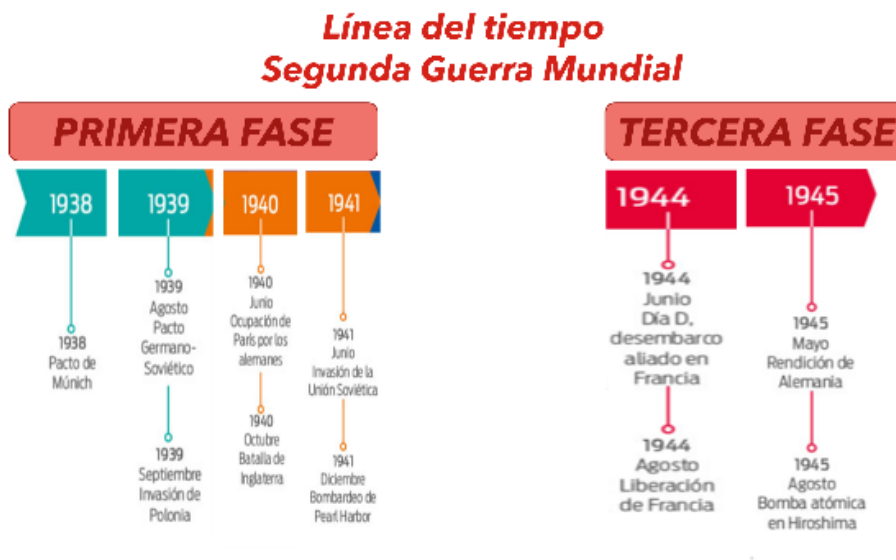 Línea del tiempo
Segunda Guerra Mundial
PRIMERA FASE
TERCERA FASE
1938
1939
1940
1941
1944
1945
1938
Pacto de
Múnich
1939
Agosto
Pacto
Germano-
Soviético
1939
Septiembre
Invasión de
Polonia
1940
Junio
Ocupación de
París por los
alemanes
1940
Octubre
Batalla de
Inglaterra
1941
Junio
Invasión de la
Unión Soviética
1941
Diciembre
Bombardeo de
Pearl Harbor
1944
Junio
Día D,
desembarco
aliado en
Francia
1944
Agosto
Liberación
de Francia
1945
Mayo
Rendición de
Alemania
1945
Agosto
Bomba atómica
en Hiroshima